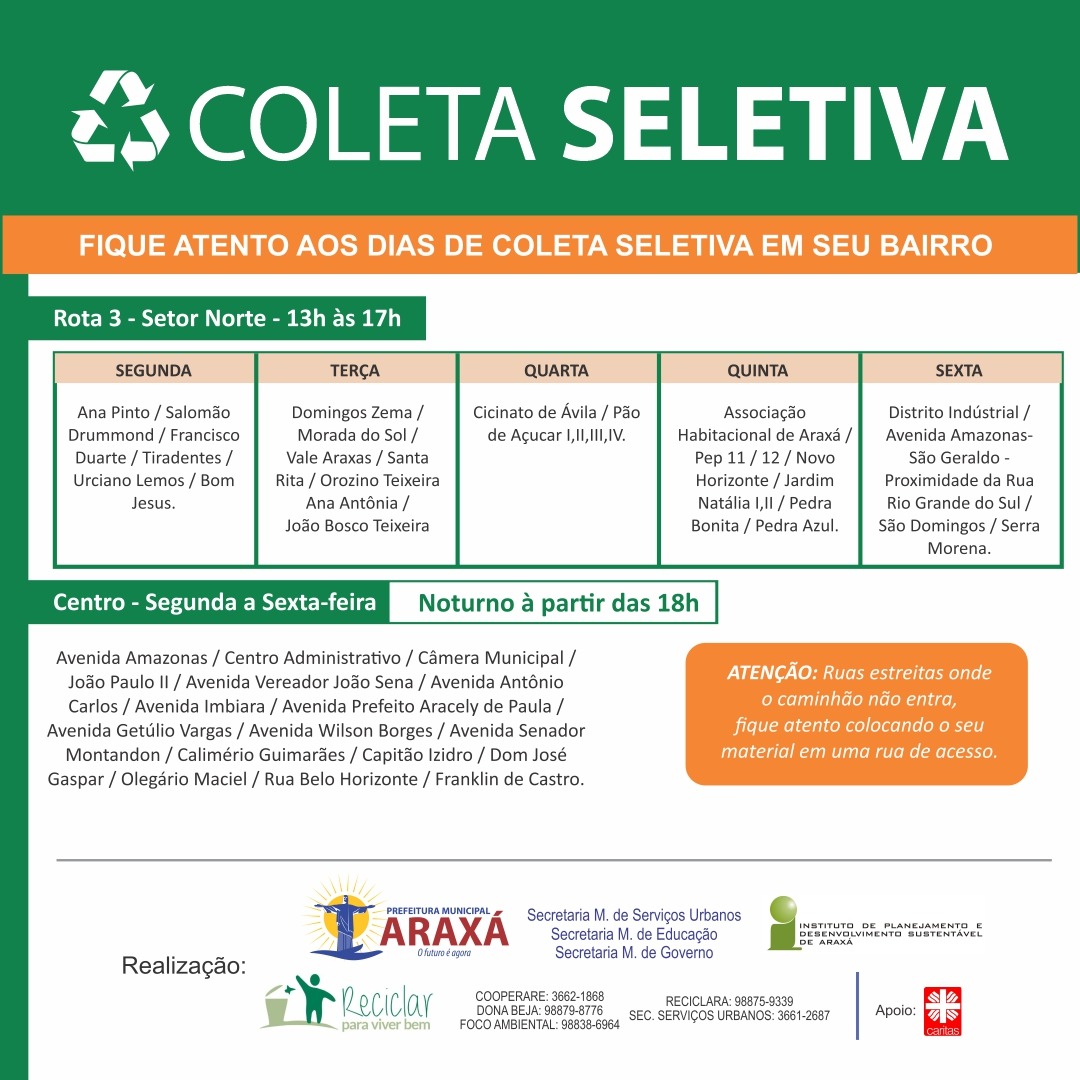 COLETA SELETIVA
FIQUE ATENTO AOS DIAS DE COLETA SELETIVA EM SEU BAIRRO
Rota 3 - Setor Norte - 13h às 17h
SEGUNDA
Ana Pinto / Salomão
Drummond / Francisco
Duarte / Tiradentes /
Urciano Lemos / Bom
Jesus.
TERÇA
Domingos Zema /
Morada do Sol /
Vale Araxas / Santa
Rita / Orozino Teixeira
Ana Antônia /
João Bosco Teixeira
QUARTA
Cicinato de Ávila / Pão
de Açucar I,II,III,IV.
QUINTA
Associação
Habitacional de Araxá /
Pep 11 / 12 / Novo
Horizonte / Jardim
Natália I,II / Pedra
Bonita / Pedra Azul.
SEXTA
Distrito Indústrial /
Avenida Amazonas-
São Geraldo -
Proximidade da Rua
Rio Grande do Sul /
São Domingos / Serra
Morena.
Centro - Segunda a Sexta-feira
Noturno à partir das 18h
Avenida Amazonas / Centro Administrativo / Câmera Municipal /
João Paulo II / Avenida Vereador João Sena / Avenida Antônio
Carlos / Avenida Imbiara / Avenida Prefeito Aracely de Paula /
Avenida Getúlio Vargas / Avenida Wilson Borges / Avenida Senador
Montandon / Calimério Guimarães / Capitão Izidro / Dom José
Gaspar / Olegário Maciel / Rua Belo Horizonte / Franklin de Castro.
ATENÇÃO: Ruas estreitas onde
o caminhão não entra,
fique atento colocando o seu
material em uma rua de acesso.
Realização:
PREFEITURA MUNICIPAL
ARAXÁ
O futuro é agora
Secretaria M. de Serviços Urbanos
Secretaria M. de Educação
Secretaria M. de Governo
INSTITUTO DE PLANEJAMENTO E
DESENVOLVIMENTO SUSTENTÁVEL
DE ARAXÁ
Reciclar
para viver bem
COOPERARE: 3662-1868
DONA BEJA: 98879-8776
FOCO AMBIENTAL: 98838-6964
RECICLARA: 98875-9339
SEC. SERVIÇOS URBANOS: 3661-2687
Apoio:
caritas